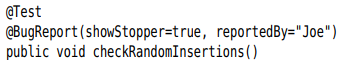 @Test
@BugReport(showStopper=true, reportedBy="Joe")
public void checkRandomInsertions()